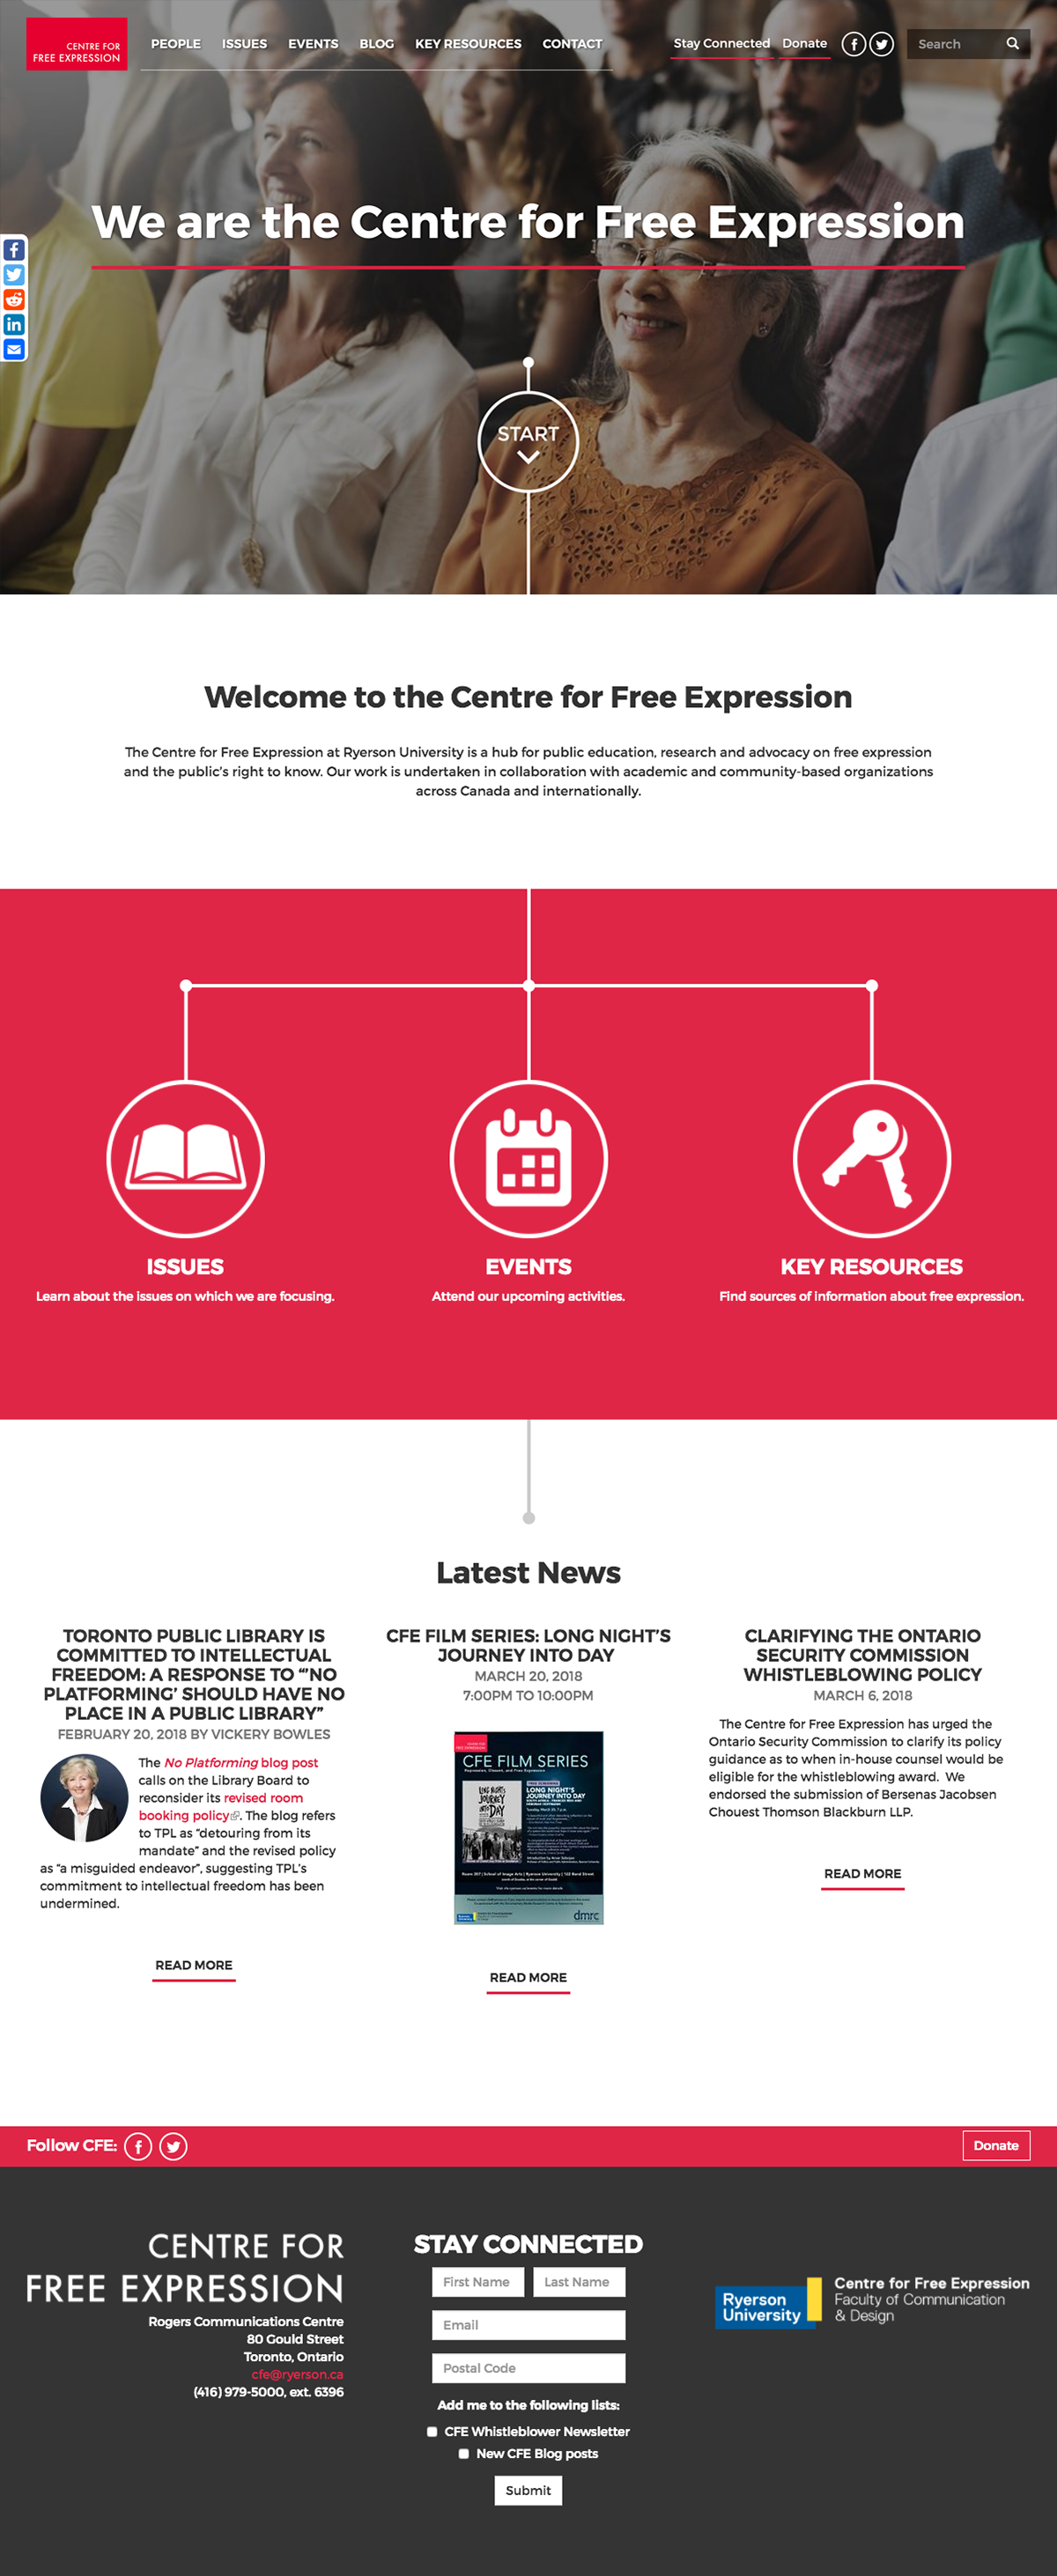 CENTRE FOR
FREE EXPRESSION
PEOPLE ISSUES EVENTS BLOG KEY RESOURCES CONTACT
Stay Connected Donate
Search
We are the Centre for Free Expression
START
Welcome to the Centre for Free Expression
The Centre for Free Expression at Ryerson University is a hub for public education, research and advocacy on free expression
and the public's right to know. Our work is undertaken in collaboration with academic and community-based organizations
across Canada and internationally.
ISSUES
Learn about the issues on which we are focusing.
EVENTS
Attend our upcoming activities.
KEY RESOURCES
Find sources of information about free expression.
Latest News
TORONTO PUBLIC LIBRARY IS
COMMITTED TO INTELLECTUAL
FREEDOM: A RESPONSE TO “’NO
PLATFORMING’ SHOULD HAVE NO
PLACE IN A PUBLIC LIBRARY”
FEBRUARY 20, 2018 BY VICKERY BOWLES
The No Platforming blog post
calls on the Library Board to
reconsider its revised room
booking policy. The blog refers
to TPL as “detouring from its
mandate” and the revised policy
as “a misguided endeavor”, suggesting TPL’s
commitment to intellectual freedom has been
undermined.
READ MORE
CFE FILM SERIES: LONG NIGHT’S
JOURNEY INTO DAY
MARCH 20, 2018
7:00PM TO 10:00PM
CFE FILM SERIES
LONG NIGHT'S
JOURNEY INTO DAY
dmrc
READ MORE
CLARIFYING THE ONTARIO
SECURITY COMMISSION
WHISTLEBLOWING POLICY
MARCH 6, 2018
The Centre for Free Expression has urged the
Ontario Security Commission to clarify its policy
guidance as to when in-house counsel would be
eligible for the whistleblowing award. We
endorsed the submission of Bersenas Jacobsen
Chouest Thomson Blackburn LLP.
READ MORE
Follow CFE:
Donate
CENTRE FOR
FREE EXPRESSION
Rogers Communications Centre
80 Gould Street
Toronto, Ontario
cfe@ryerson.ca
(416) 979-5000, ext. 6396
STAY CONNECTED
First Name Last Name
Email
Postal Code
Add me to the following lists:
CFE Whistleblower Newsletter
New CFE Blog posts
Submit
Ryerson
University
Centre for Free Expression
Faculty of Communication
& Design